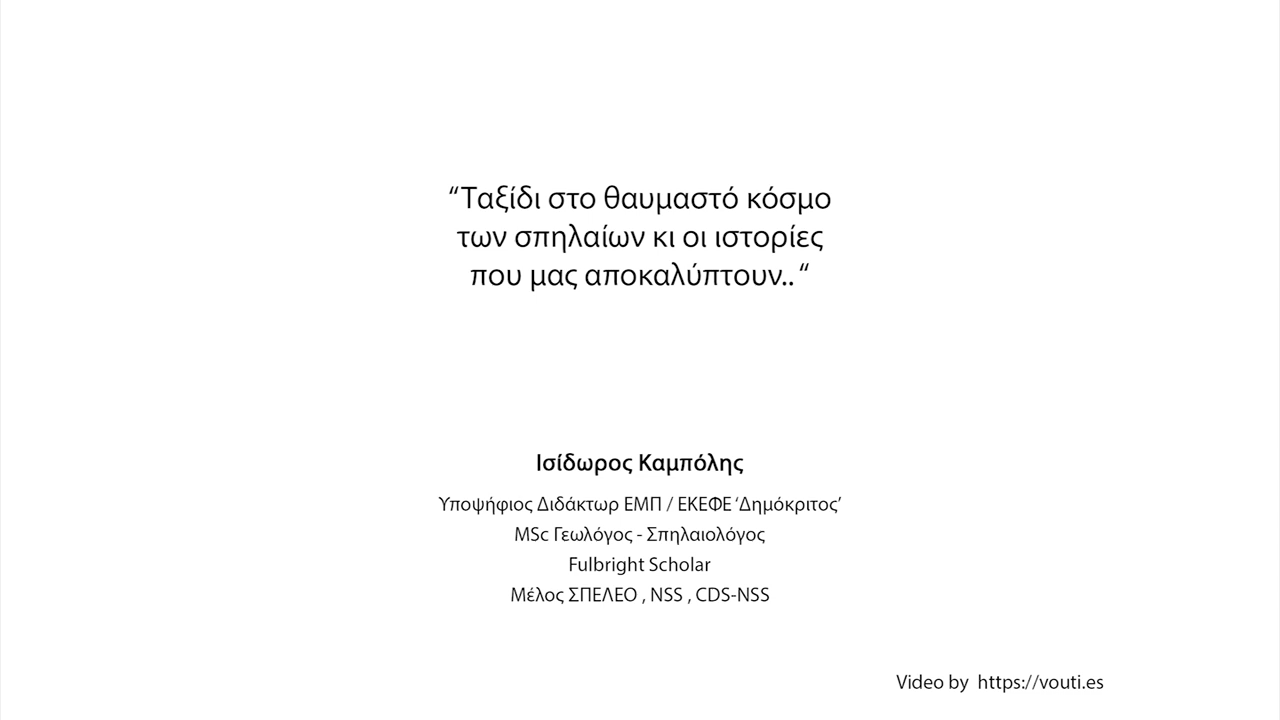 “Ταξίδι στο θαυμαστό κόσμο
των σπηλαίων κι οι ιστορίες
που μας αποκαλύπτουν.. “
Ισίδωρος Καμπόλης
Υποψήφιος Διδάκτωρ ΕΜΠ / ΕΚΕΦΕ ‘Δημόκριτος’
MSc Γεωλόγος - Σπηλαιολόγος
Fulbright Scholar
Μέλος ΣΠΕΛΕΟ , NSS , CDS-NSS
Video by https://vouti.es